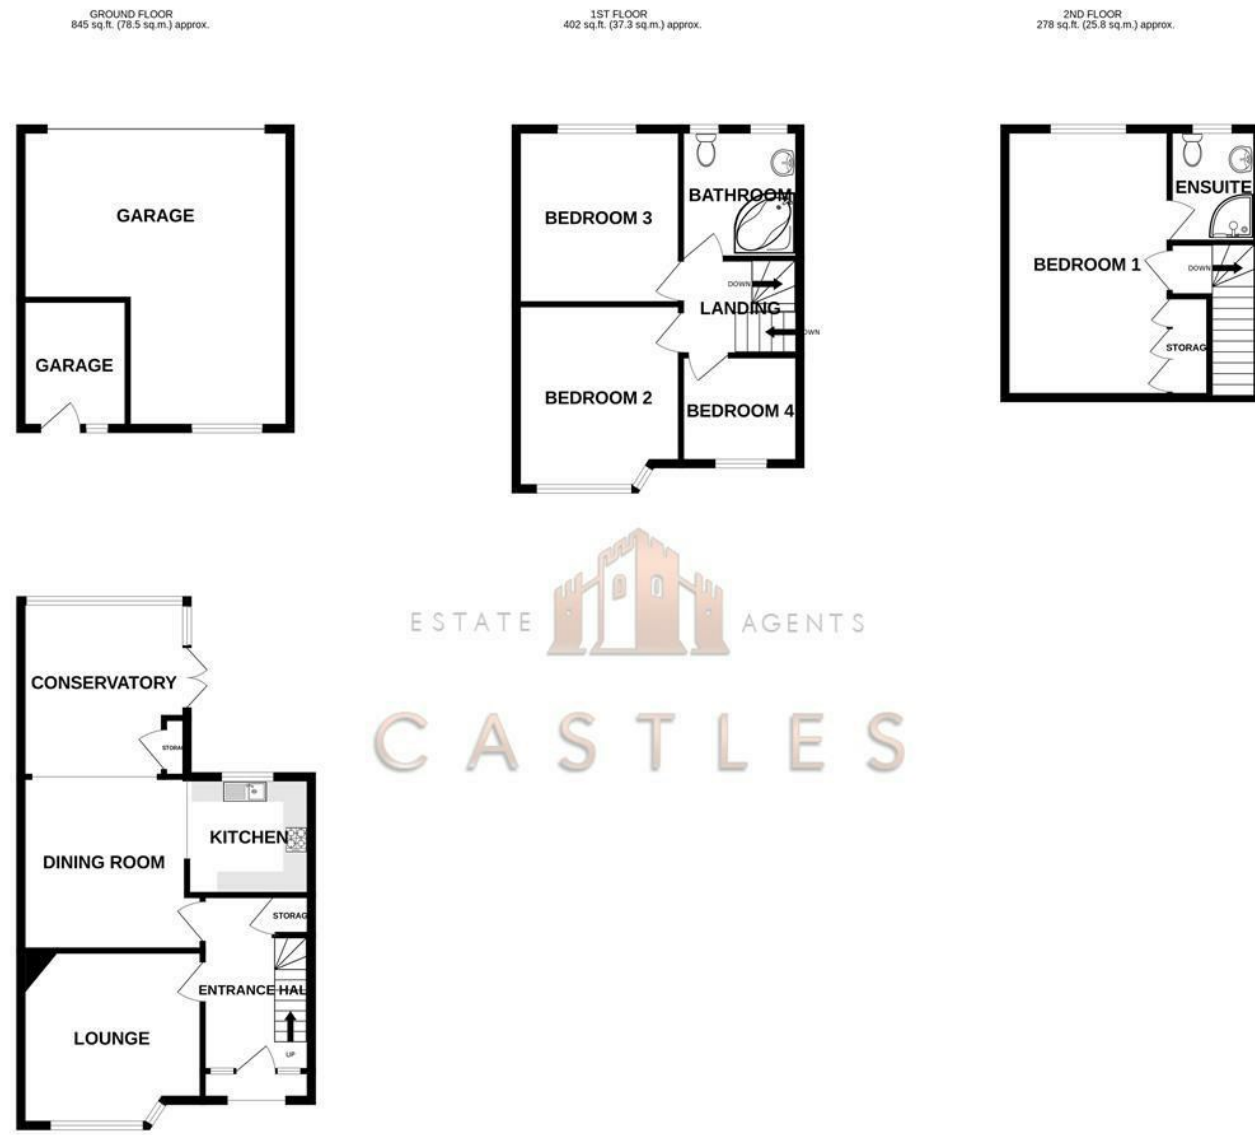 GROUND FLOOR
845 sq.ft. (78.5 sq.m.) approx.
1ST FLOOR
402 sq.ft. (37.3 sq.m.) approx.
2ND FLOOR
278 sq.ft. (25.8 sq.m.) approx.
GARAGE
GARAGE
BEDROOM 3
BATHROOM
DOWN
LANDING
OWN
BEDROOM 2
BEDROOM 4
ENSUITE
BEDROOM 1
DOWN
STORAG
ESTATE AGENTS
CASTLES
CONSERVATORY
STORA
KITCHEN
DINING ROOM
STORAG
ENTRANCE HAL
LOUNGE
UP